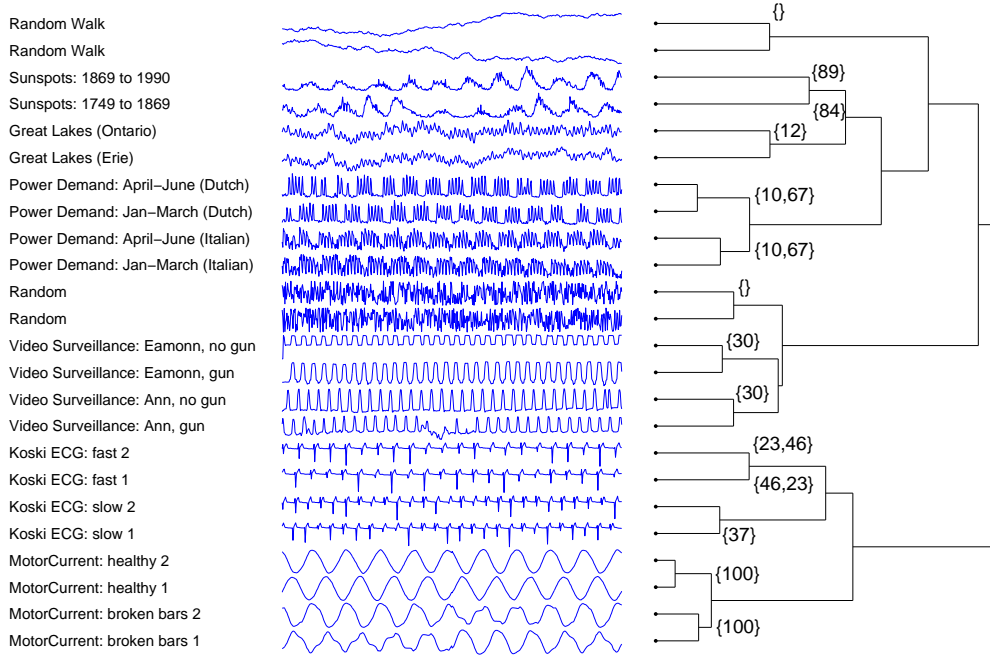 Random Walk
{}
Random Walk
Sunspots: 1869 to 1990
{89}
Sunspots: 1749 to 1869
{84}
Great Lakes (Ontario)
{12}
Great Lakes (Erie)
Power Demand: April−June (Dutch)
{10,67}
Power Demand: Jan−March (Dutch)
Power Demand: April−June (Italian)
{10,67}
Power Demand: Jan−March (Italian)
Random
{}
Random
Video Surveillance: Eamonn, no gun
{30}
Video Surveillance: Eamonn, gun
Video Surveillance: Ann, no gun
{30}
Video Surveillance: Ann, gun
Koski ECG: fast 2
{23,46}
Koski ECG: fast 1
{46,23}
Koski ECG: slow 2
Koski ECG: slow 1
{37}
MotorCurrent: healthy 2
{100}
MotorCurrent: healthy 1
MotorCurrent: broken bars 2
{100}
MotorCurrent: broken bars 1